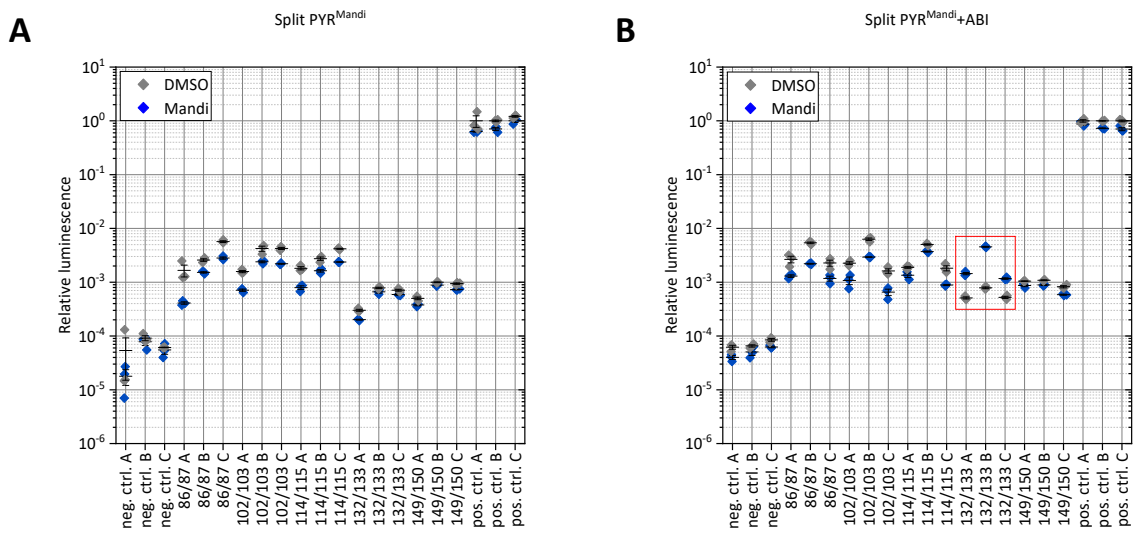 A
Split PYR^Mandi
DMSO
Mandi
Relative luminescence
10^1
10^0
10^-1
10^-2
10^-3
10^-4
10^-5
10^-6
neg. ctrl. A
neg. ctrl. B
neg. ctrl. C
86/87 A
86/87 B
86/87 C
102/103 A
102/103 B
102/103 C
114/115 A
114/115 B
114/115 C
132/133 A
132/133 B
132/133 C
149/150 A
149/150 B
149/150 C
pos. ctrl. A
pos. ctrl. B
pos. ctrl. C
B
Split PYR^Mandi+ABI
DMSO
Mandi
Relative luminescence
10^1
10^0
10^-1
10^-2
10^-3
10^-4
10^-5
10^-6
neg. ctrl. A
neg. ctrl. B
neg. ctrl. C
86/87 A
86/87 B
86/87 C
102/103 A
102/103 B
102/103 C
114/115 A
114/115 B
114/115 C
132/133 A
132/133 B
132/133 C
149/150 A
149/150 B
149/150 C
pos. ctrl. A
pos. ctrl. B
pos. ctrl. C